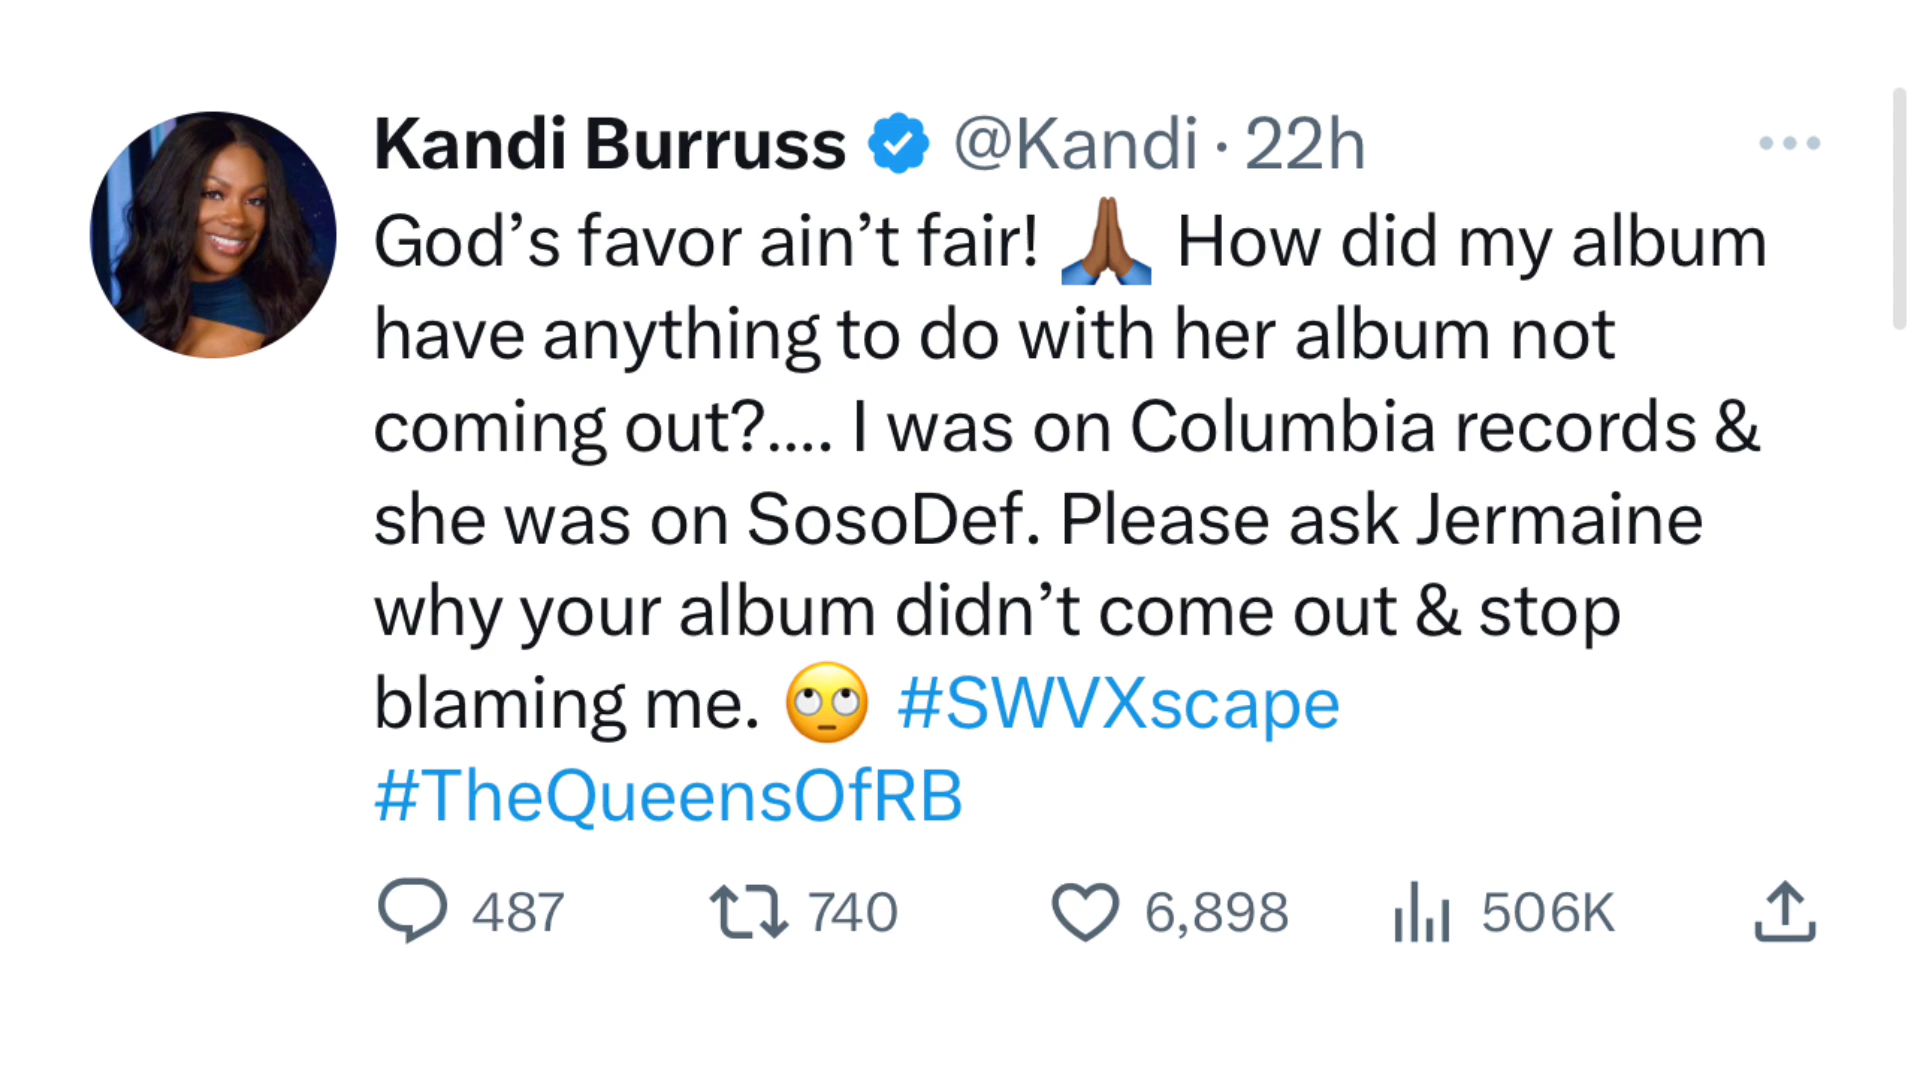 Kandi Burruss @Kandi · 22h
God’s favor ain’t fair! 🙏🏾 How did my album
have anything to do with her album not
coming out?.... I was on Columbia records &
she was on SosoDef. Please ask Jermaine
why your album didn’t come out & stop
blaming me. 🙄 #SWVXscape
#TheQueensOfRB
487 740 6,898 506K